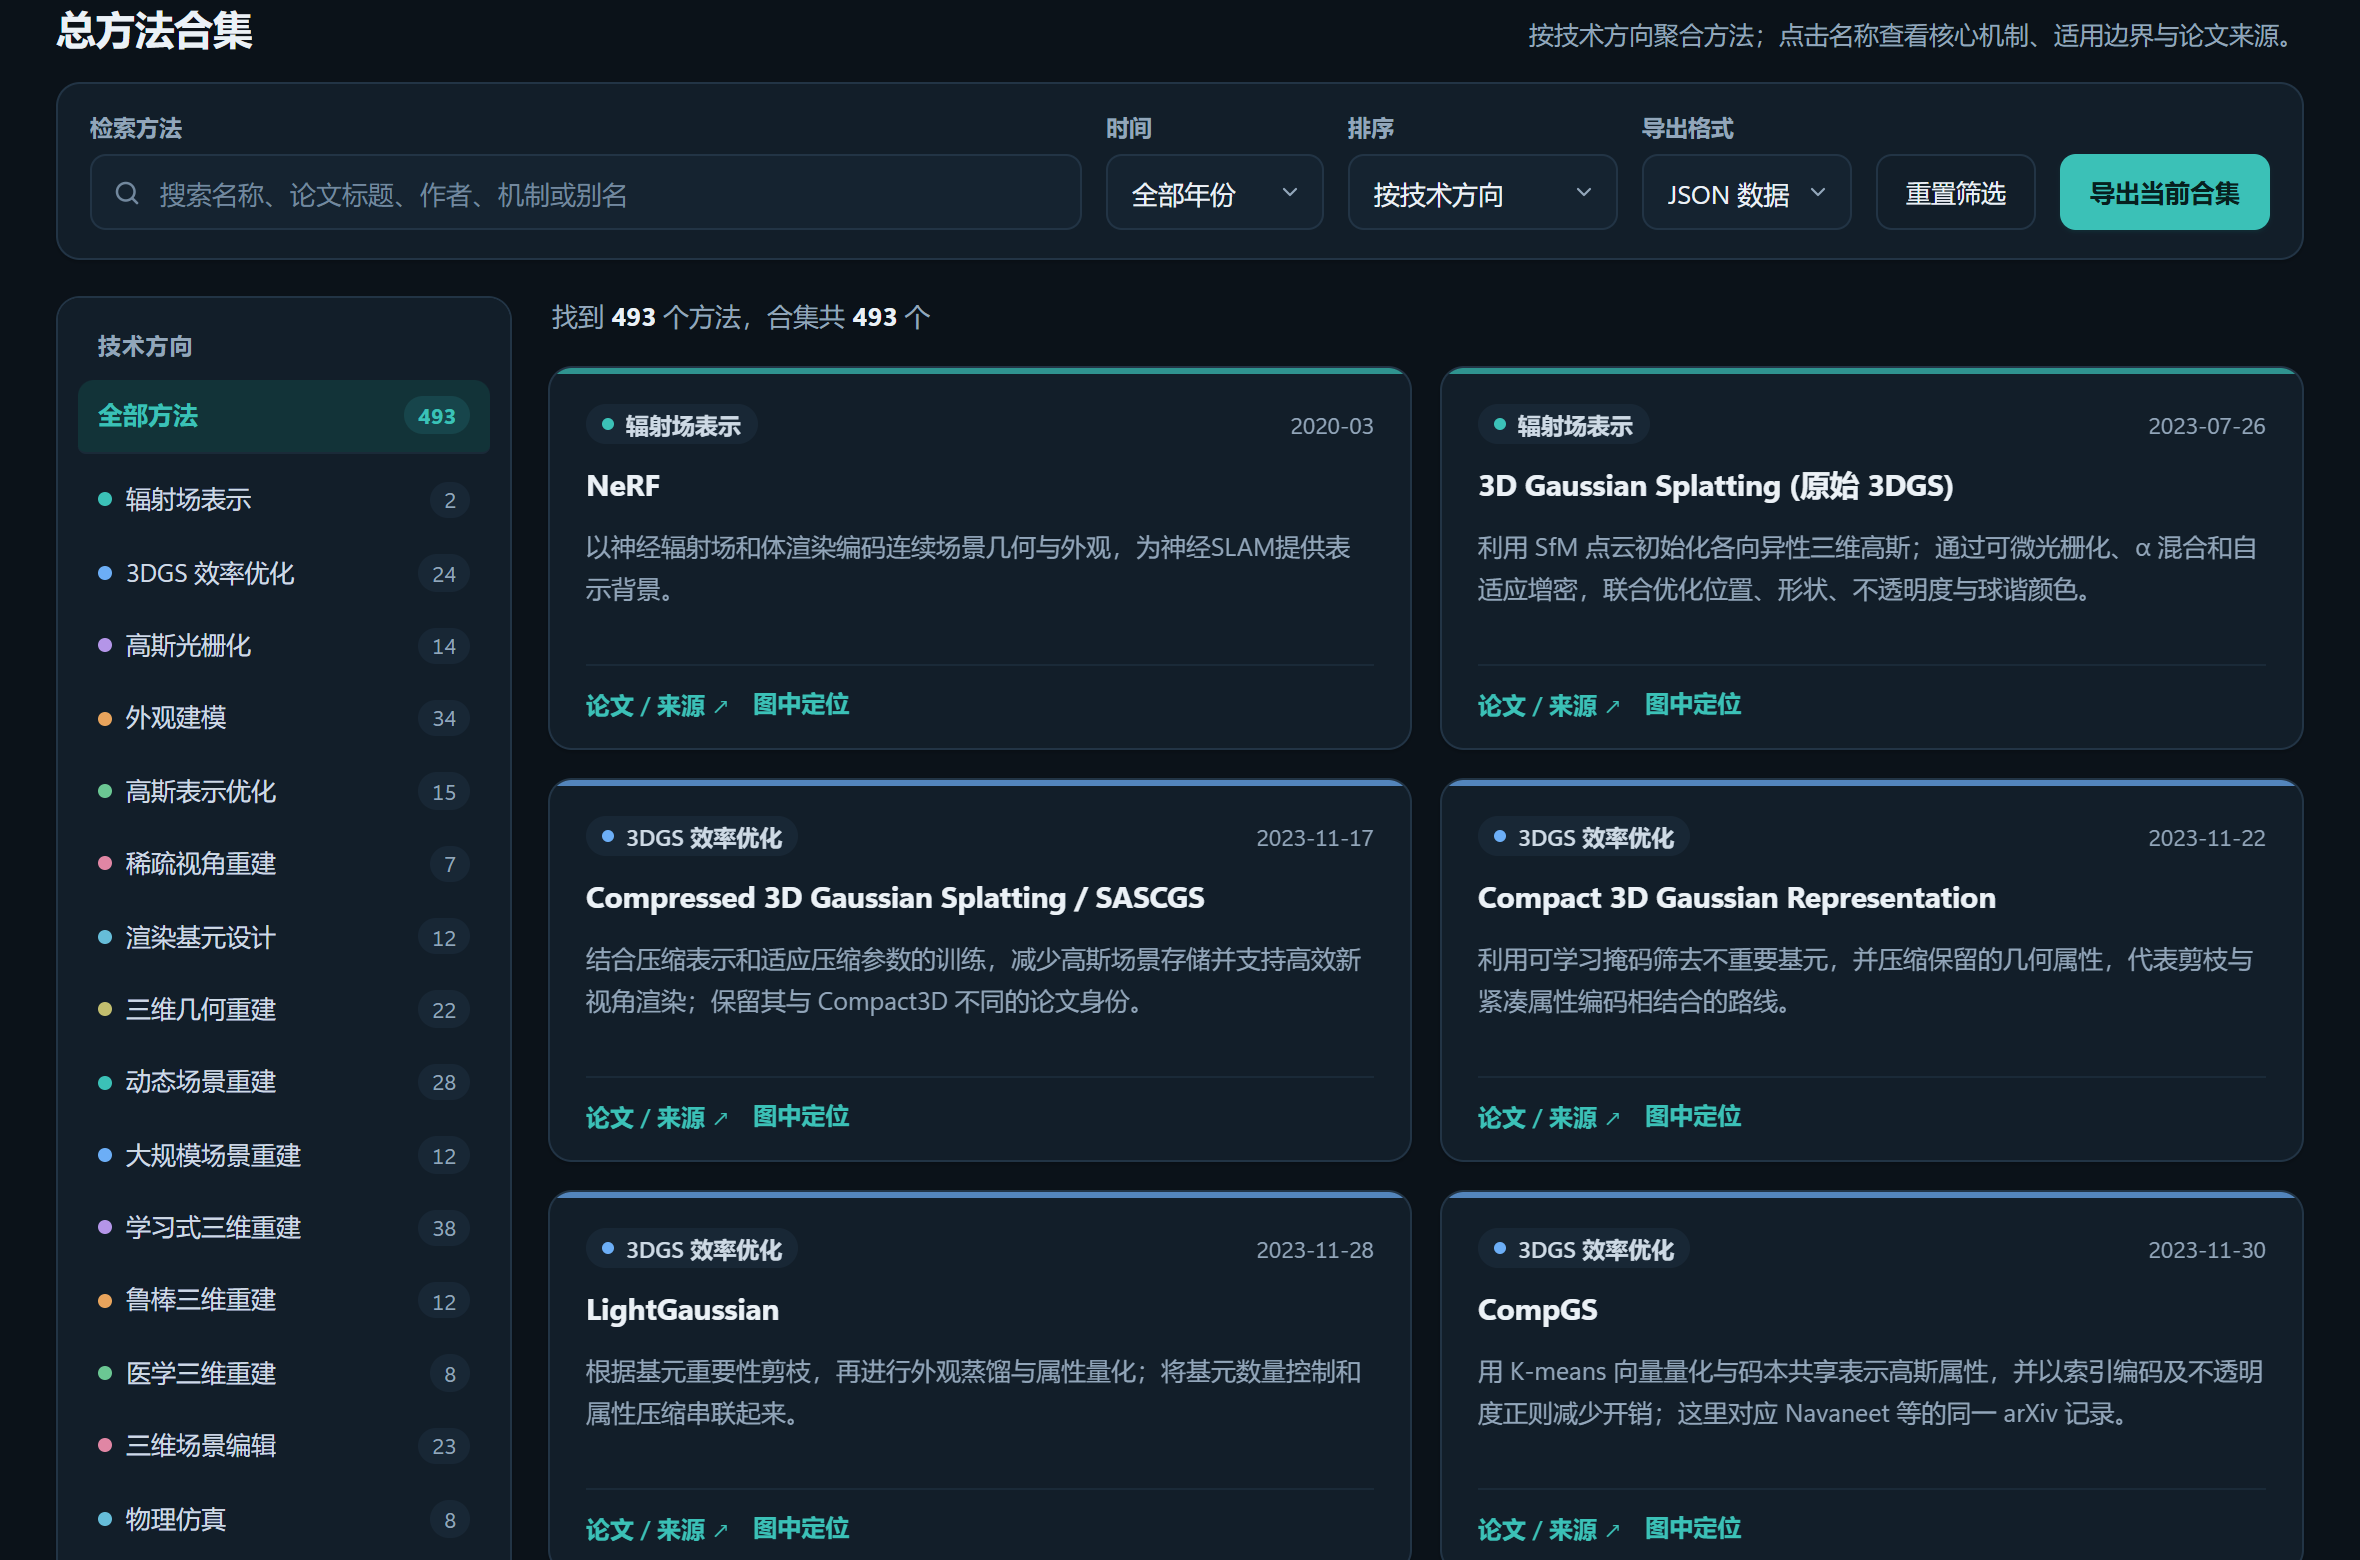 总方法合集
按技术方向聚合方法；点击名称查看核心机制、适用边界与论文来源。
检索方法
时间
排序
导出格式
搜索名称、论文标题、作者、机制或别名
全部年份
按技术方向
JSON 数据
重置筛选
导出当前合集
技术方向
全部方法 493
辐射场表示 2
3DGS 效率优化 24
高斯光栅化 14
外观建模 34
高斯表示优化 15
稀疏视角重建 7
渲染基元设计 12
三维几何重建 22
动态场景重建 28
大规模场景重建 12
学习式三维重建 38
鲁棒三维重建 12
医学三维重建 8
三维场景编辑 23
物理仿真 8
找到 493 个方法，合集共 493 个
辐射场表示 2020-03
NeRF
以神经辐射场和体渲染编码连续场景几何与外观，为神经SLAM提供表
示背景。
论文 / 来源 ↗ 图中定位
辐射场表示 2023-07-26
3D Gaussian Splatting (原始 3DGS)
利用 SfM 点云初始化各向异性三维高斯；通过可微光栅化、α 混合和自
适应增密，联合优化位置、形状、不透明度与球谐颜色。
论文 / 来源 ↗ 图中定位
3DGS 效率优化 2023-11-17
Compressed 3D Gaussian Splatting / SASCGS
结合压缩表示和适应压缩参数的训练，减少高斯场景存储并支持高效新
视角渲染；保留其与 Compact3D 不同的论文身份。
论文 / 来源 ↗ 图中定位
3DGS 效率优化 2023-11-22
Compact 3D Gaussian Representation
利用可学习掩码筛去不重要基元，并压缩保留的几何属性，代表剪枝与
紧凑属性编码相结合的路线。
论文 / 来源 ↗ 图中定位
3DGS 效率优化 2023-11-28
LightGaussian
根据基元重要性剪枝，再进行外观蒸馏与属性量化；将基元数量控制和
属性压缩串联起来。
论文 / 来源 ↗ 图中定位
3DGS 效率优化 2023-11-30
CompGS
用 K-means 向量量化与码本共享表示高斯属性，并以索引编码及不透明
度正则减少开销；这里对应 Navaneet 等的同一 arXiv 记录。
论文 / 来源 ↗ 图中定位